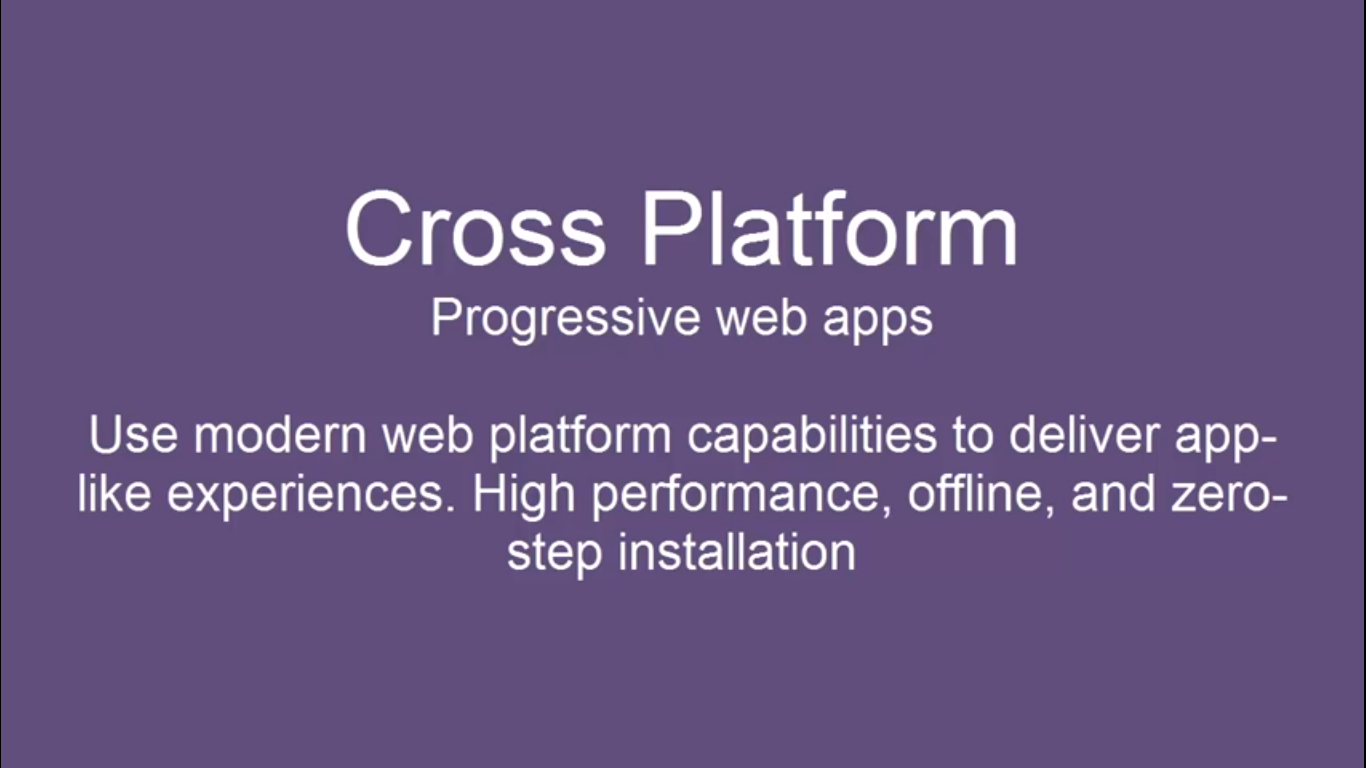 Cross Platform
Progressive web apps
Use modern web platform capabilities to deliver app-
like experiences. High performance, offline, and zero-
step installation